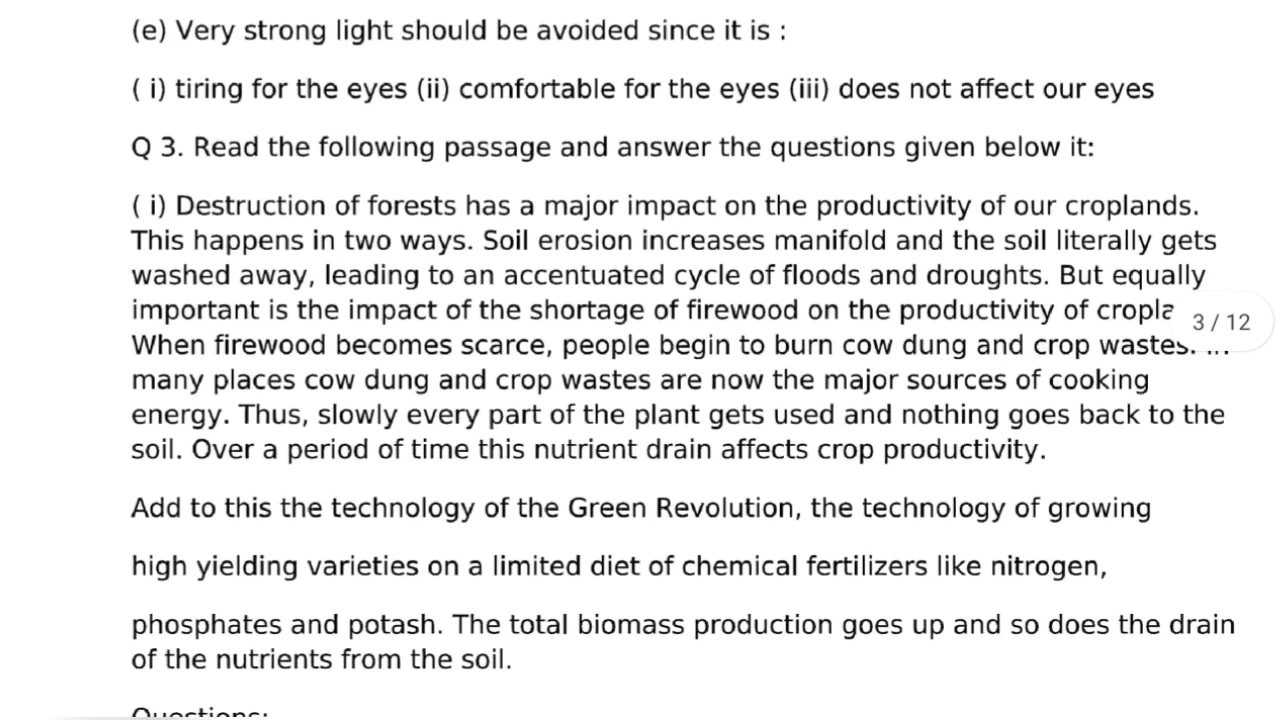 (e) Very strong light should be avoided since it is :
( i) tiring for the eyes (ii) comfortable for the eyes (iii) does not affect our eyes
Q 3. Read the following passage and answer the questions given below it:
( i) Destruction of forests has a major impact on the productivity of our croplands.
This happens in two ways. Soil erosion increases manifold and the soil literally gets
washed away, leading to an accentuated cycle of floods and droughts. But equally
important is the impact of the shortage of firewood on the productivity of
3 / 12
When firewood becomes scarce, people begin to burn cow dung and crop wastes.
many places cow dung and crop wastes are now the major sources of cooking
energy. Thus, slowly every part of the plant gets used and nothing goes back to the
soil. Over a period of time this nutrient drain affects crop productivity.
Add to this the technology of the Green Revolution, the technology of growing
high yielding varieties on a limited diet of chemical fertilizers like nitrogen,
phosphates and potash. The total biomass production goes up and so does the drain
of the nutrients from the soil.
Questions: